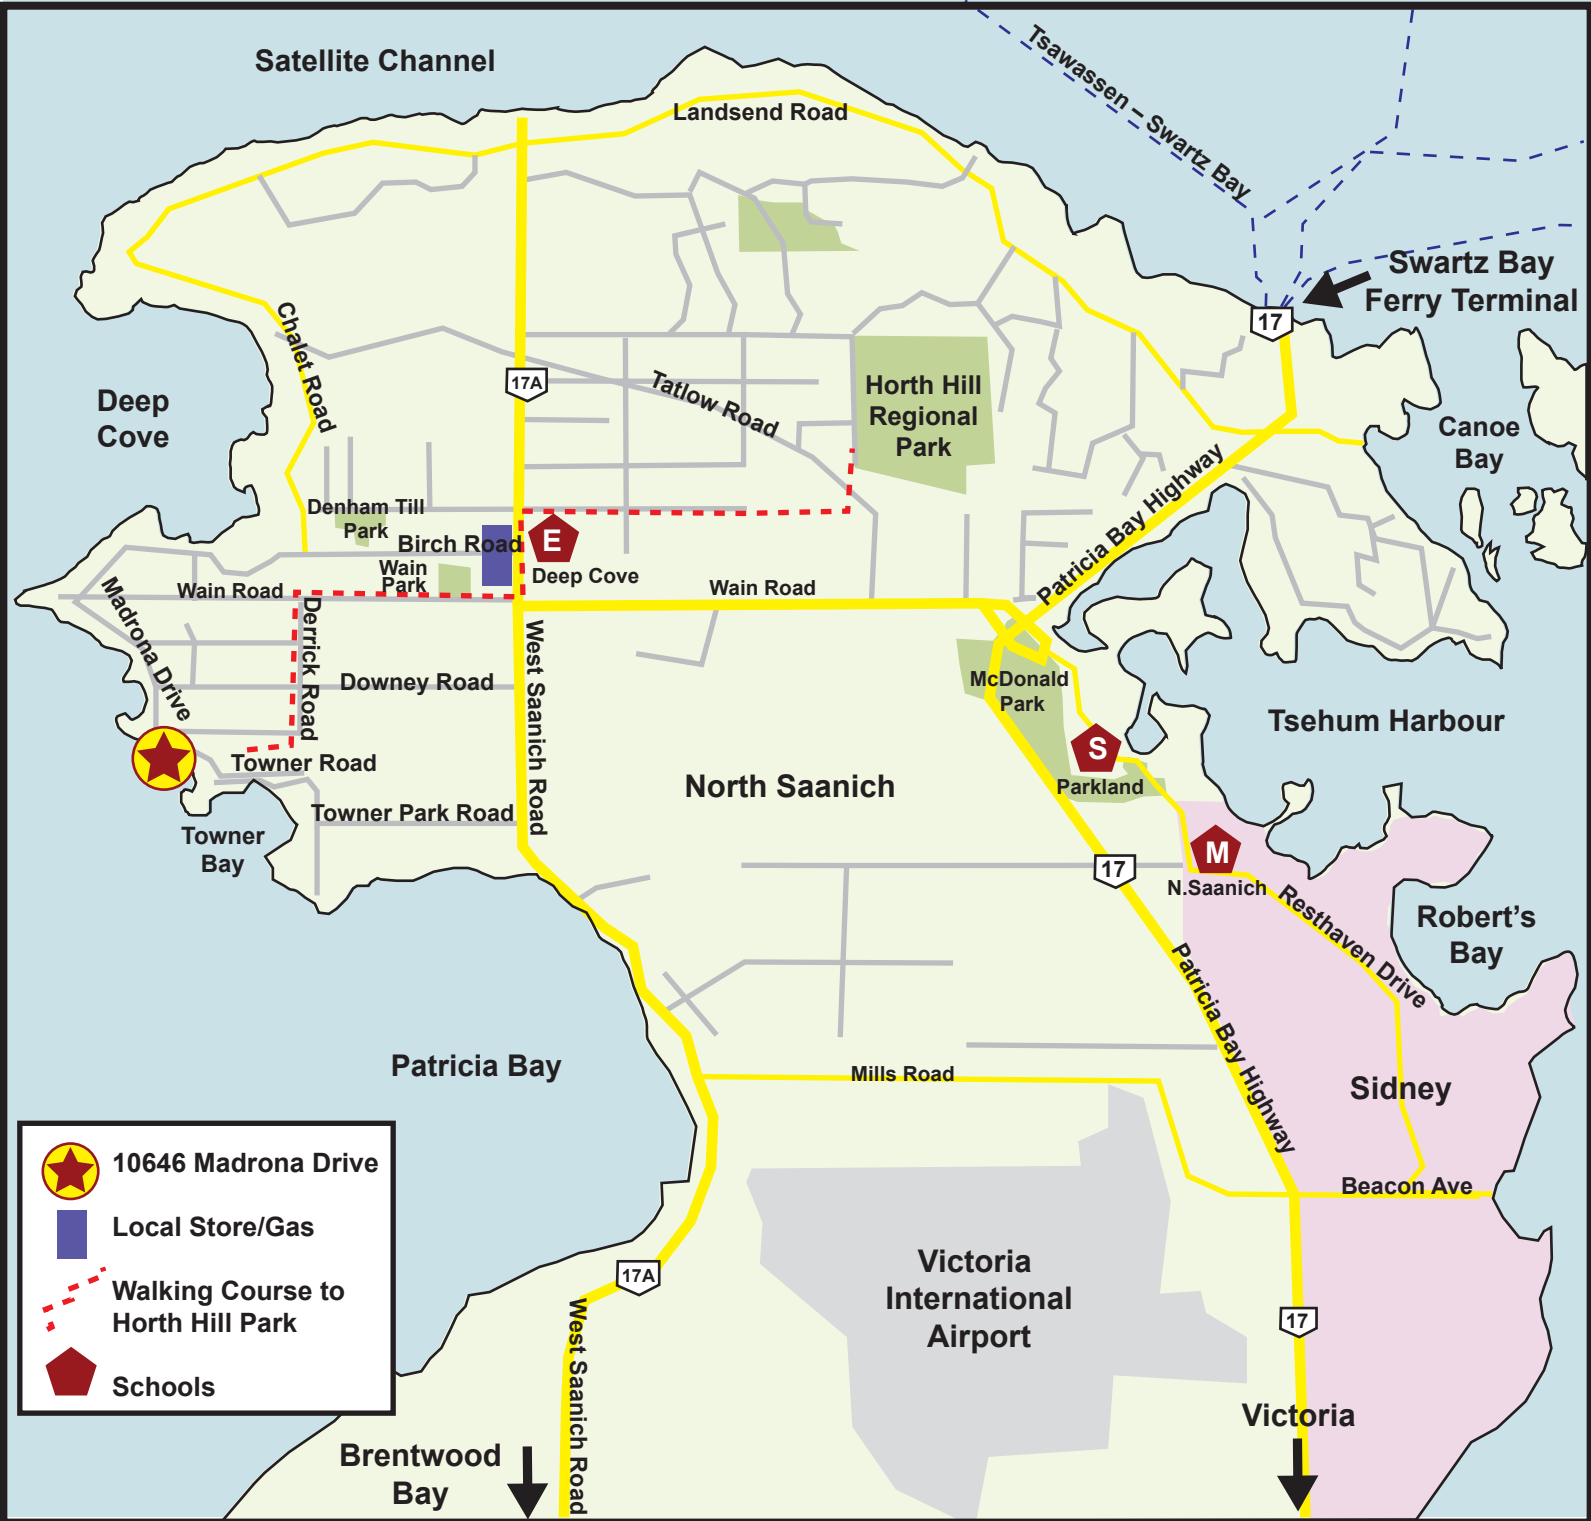 Satellite Channel
Landsend Road
Tsawassen – Swartz Bay
Swartz Bay
Ferry Terminal
17
Chalet Road
17A
Deep
Cove
Tatlow Road
Horth Hill
Regional
Park
Canoe
Bay
Patricia Bay Highway
Denham Till
Park
Birch Road
E
Deep Cove
Wain
Park
Wain Road
Wain Road
Madrona Drive
Derrick Road
West Saanich Road
Downey Road
McDonald
Park
Tsehum Harbour
S
Parkland
Towner Road
North Saanich
Towner Park Road
Towner
Bay
M
N.Saanich
17
Resthaven Drive
Robert's
Bay
Patricia Bay Highway
Patricia Bay
Mills Road
Sidney
Beacon Ave
10646 Madrona Drive
Local Store/Gas
Walking Course to
Horth Hill Park
Schools
17A
Victoria
International
Airport
17
West Saanich Road
Victoria
Brentwood
Bay